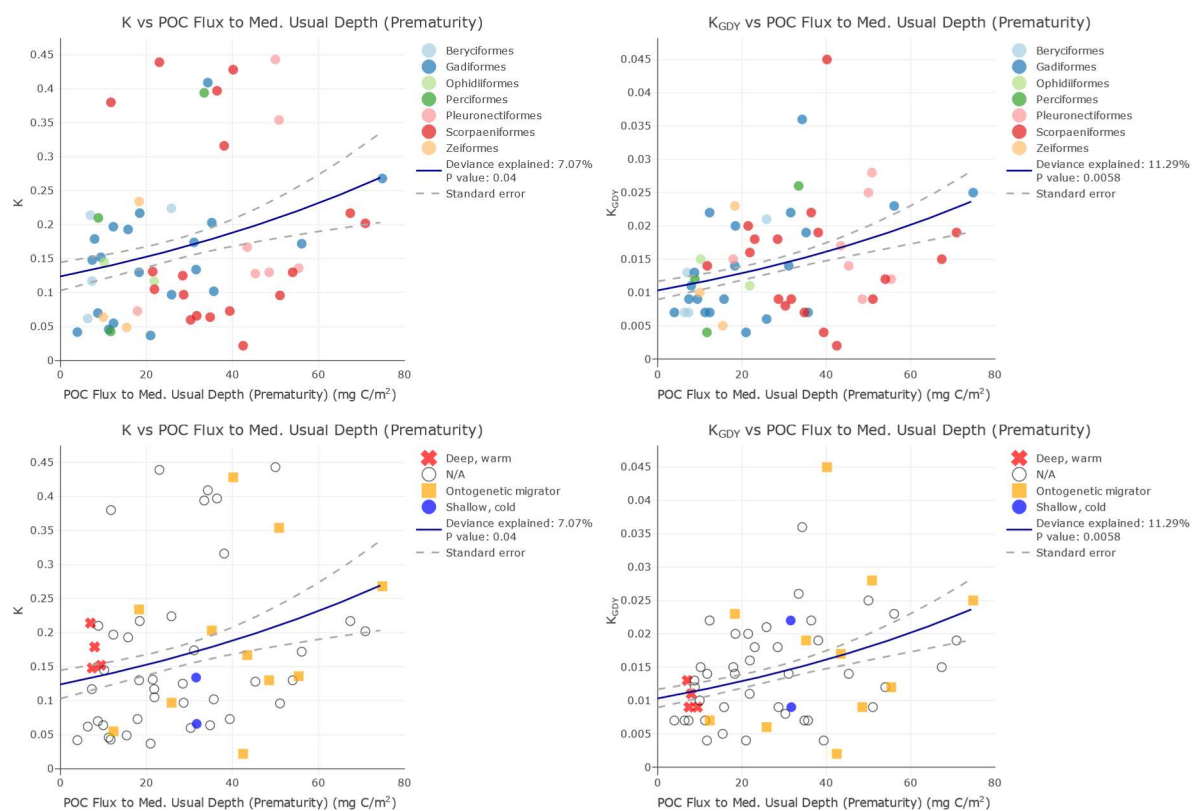 K vs POC Flux to Med. Usual Depth (Prematurity)
0.45
0.4
0.35
0.3
0.25
0.2
0.15
0.1
0.05
0
K
0
20
40
60
80
POC Flux to Med. Usual Depth (Prematurity) (mg C/m²)
Beryciformes
Gadiformes
Ophidiiformes
Perciformes
Pleuronectiformes
Scorpaeniformes
Zeiformes
Deviance explained: 7.07%
P value: 0.04
Standard error
K_GDY vs POC Flux to Med. Usual Depth (Prematurity)
0.045
0.04
0.035
0.03
0.025
0.02
0.015
0.01
0.005
0
K_GDY
0
20
40
60
80
POC Flux to Med. Usual Depth (Prematurity) (mg C/m²)
Beryciformes
Gadiformes
Ophidiiformes
Perciformes
Pleuronectiformes
Scorpaeniformes
Zeiformes
Deviance explained: 11.29%
P value: 0.0058
Standard error
K vs POC Flux to Med. Usual Depth (Prematurity)
0.45
0.4
0.35
0.3
0.25
0.2
0.15
0.1
0.05
0
K
0
20
40
60
80
POC Flux to Med. Usual Depth (Prematurity) (mg C/m²)
Deep, warm
N/A
Ontogenetic migrator
Shallow, cold
Deviance explained: 7.07%
P value: 0.04
Standard error
K_GDY vs POC Flux to Med. Usual Depth (Prematurity)
0.045
0.04
0.035
0.03
0.025
0.02
0.015
0.01
0.005
0
K_GDY
0
20
40
60
80
POC Flux to Med. Usual Depth (Prematurity) (mg C/m²)
Deep, warm
N/A
Ontogenetic migrator
Shallow, cold
Deviance explained: 11.29%
P value: 0.0058
Standard error